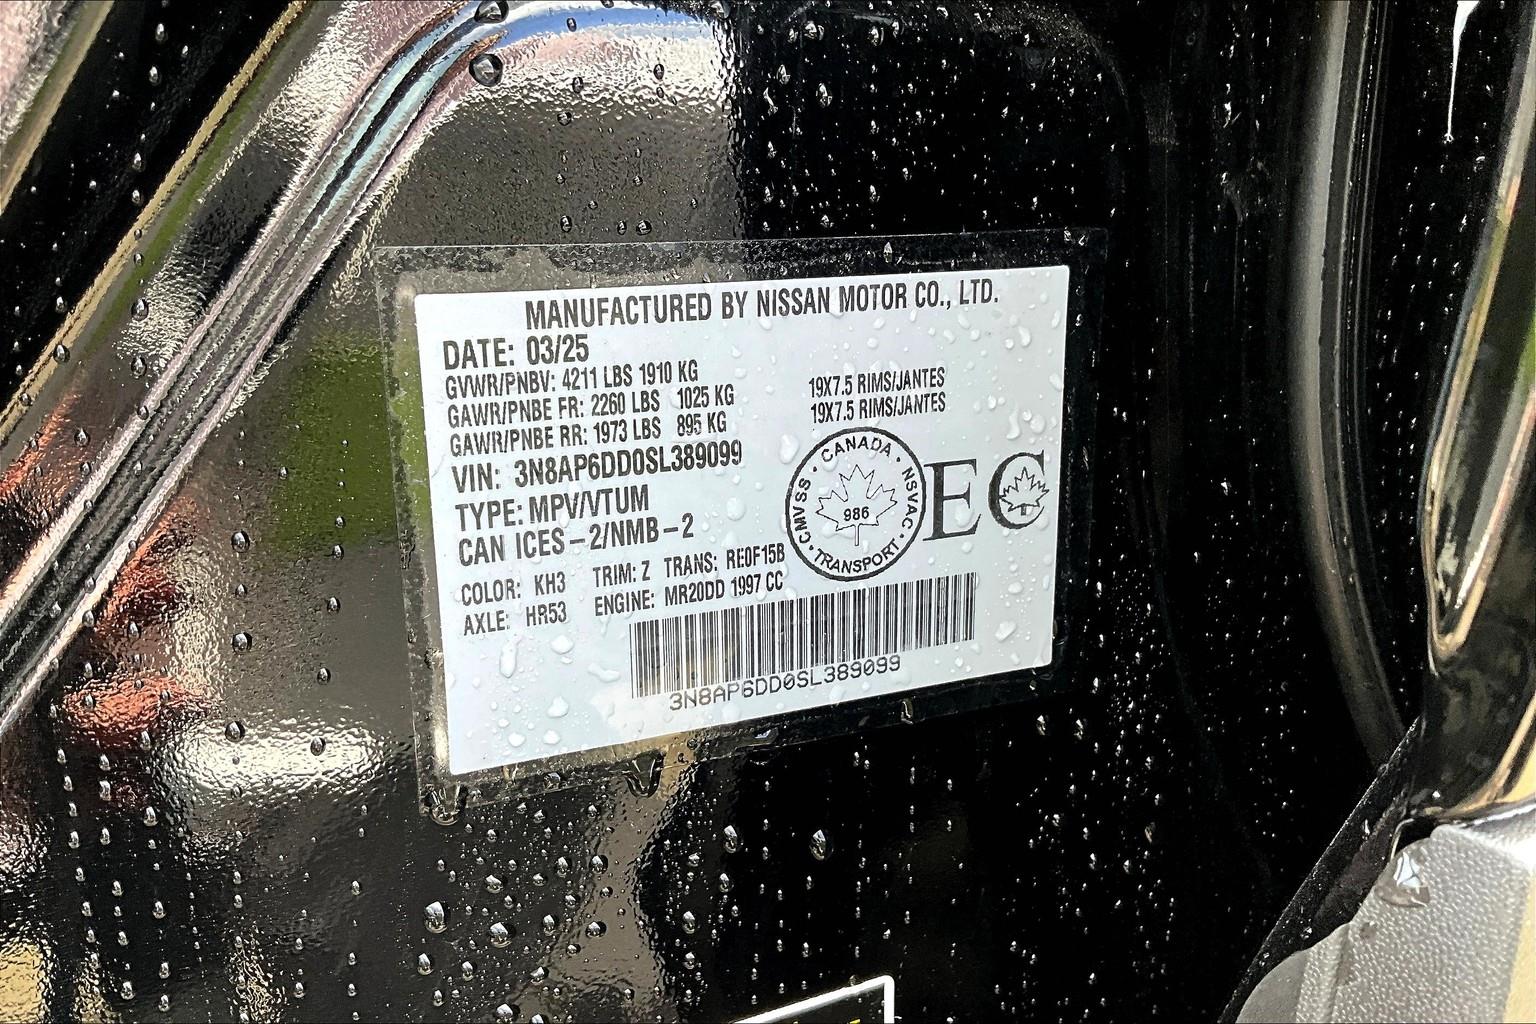 MANUFACTURED BY NISSAN MOTOR CO., LTD.
DATE: 03/25
GVWR/PNBV: 4211 LBS 1910 KG
GAWR/PNBE FR: 2260 LBS 1025 KG 19X7.5 RIMS/JANTES
GAWR/PNBE RR: 1973 LBS 895 KG 19X7.5 RIMS/JANTES
VIN: 3N8AP6DD0SL389099
TYPE: MPV/VTUM
CAN ICES-2/NMB-2
CANADA · NSVAC · TRANSPORT · CMVSS ·
986
EC
COLOR: KH3 TRIM: Z TRANS: RE0F15B
AXLE: HR53 ENGINE: MR20DD 1997 CC
3N8AP6DD0SL389099